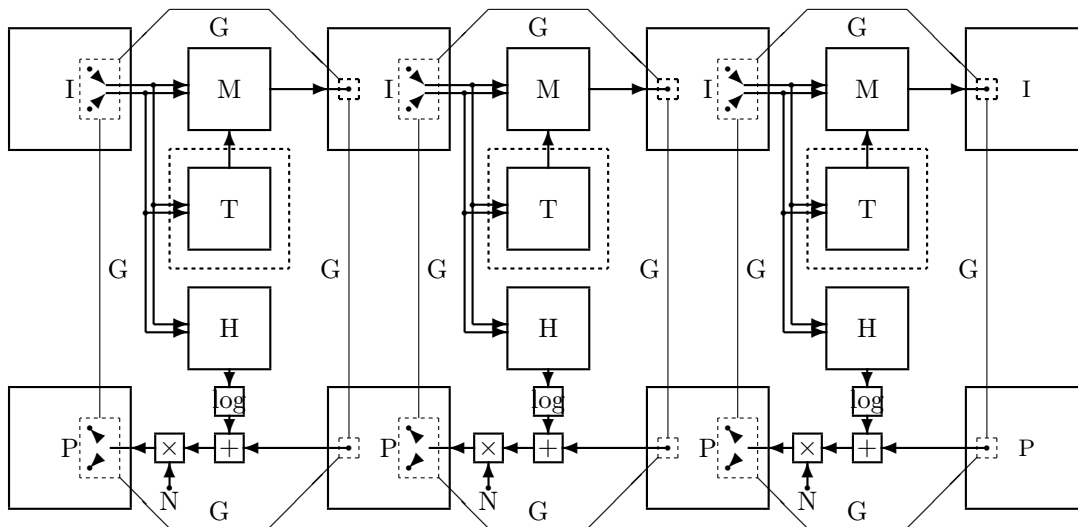 G G G
I M I M I M I
T T T
G G G G G G
H H H
log log log
P × + P × + P × + P
N N N
G G G